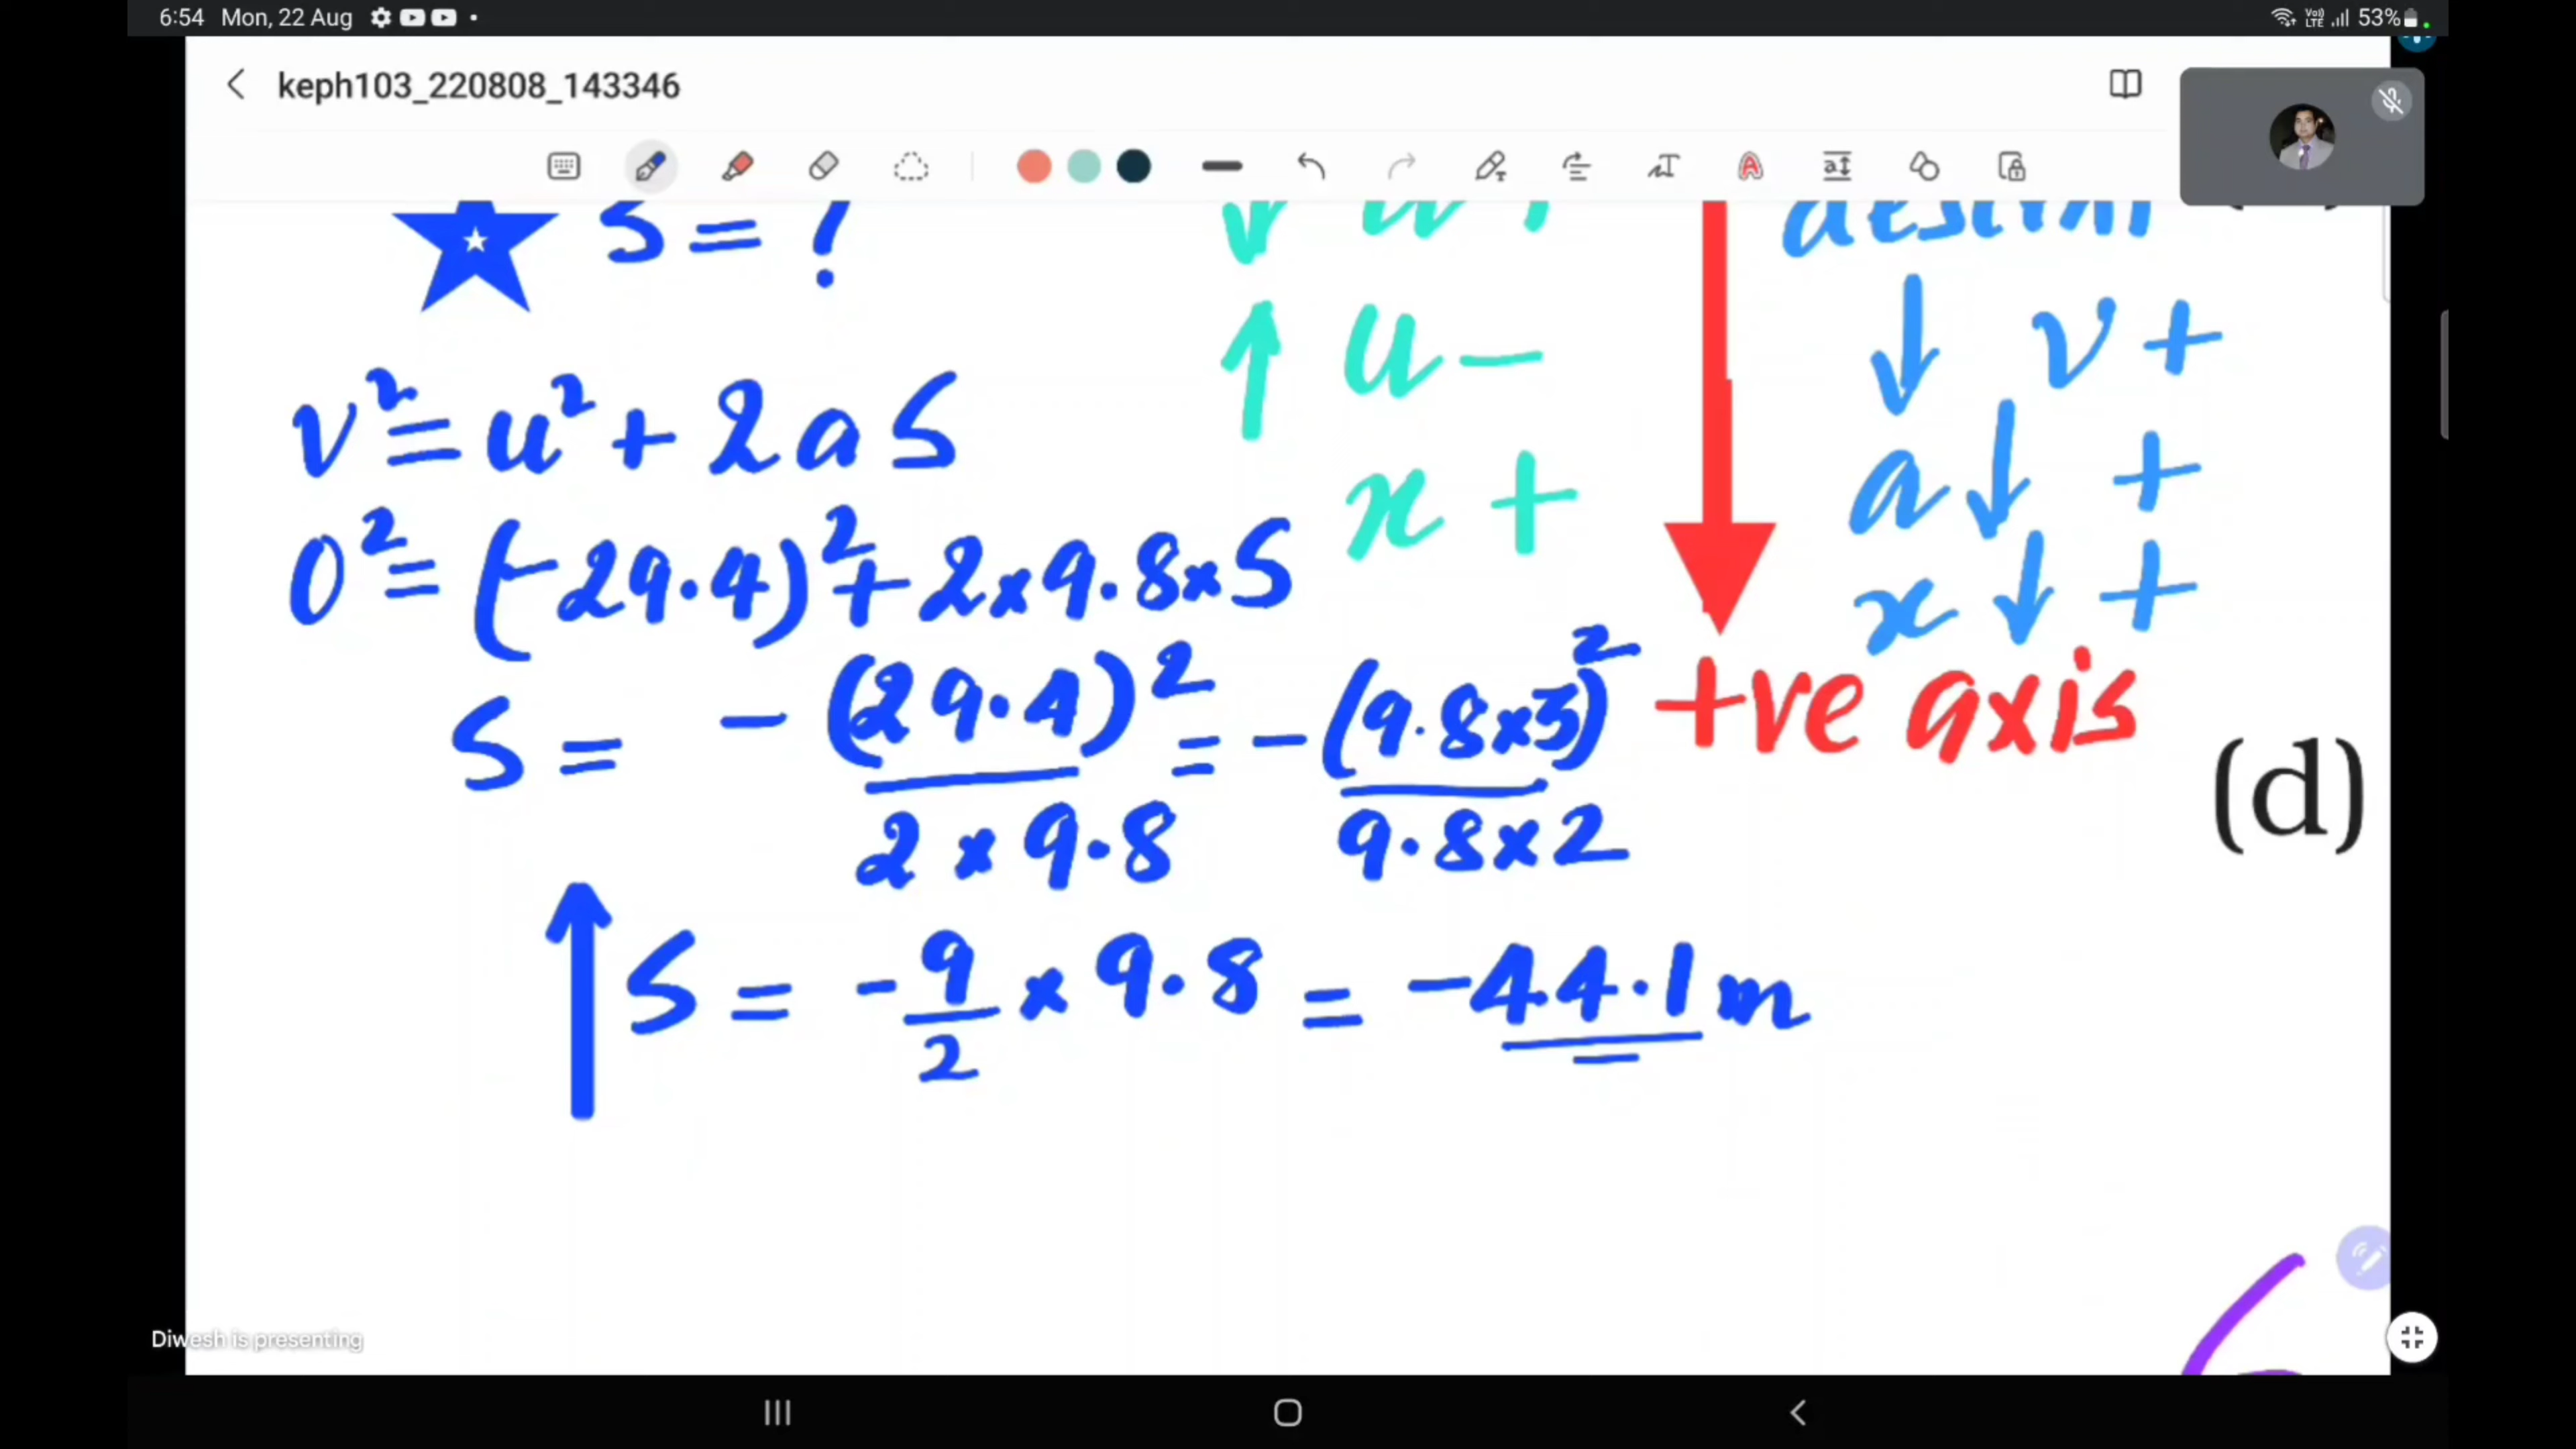 6:54 Mon, 22 Aug
VoLTE 53%
keph103_220808_143346
S = ?
u -
x +
v +
a ↓ +
x ↓ +
v² = u² + 2aS
0² = (-29.4)² + 2×9.8×S
S = - (29.4)² / 2 × 9.8 = - (9.8×3)² / 9.8×2
+ve axis
(d)
↑ S = - 9/2 × 9.8 = -44.1 m
Diwesh is presenting